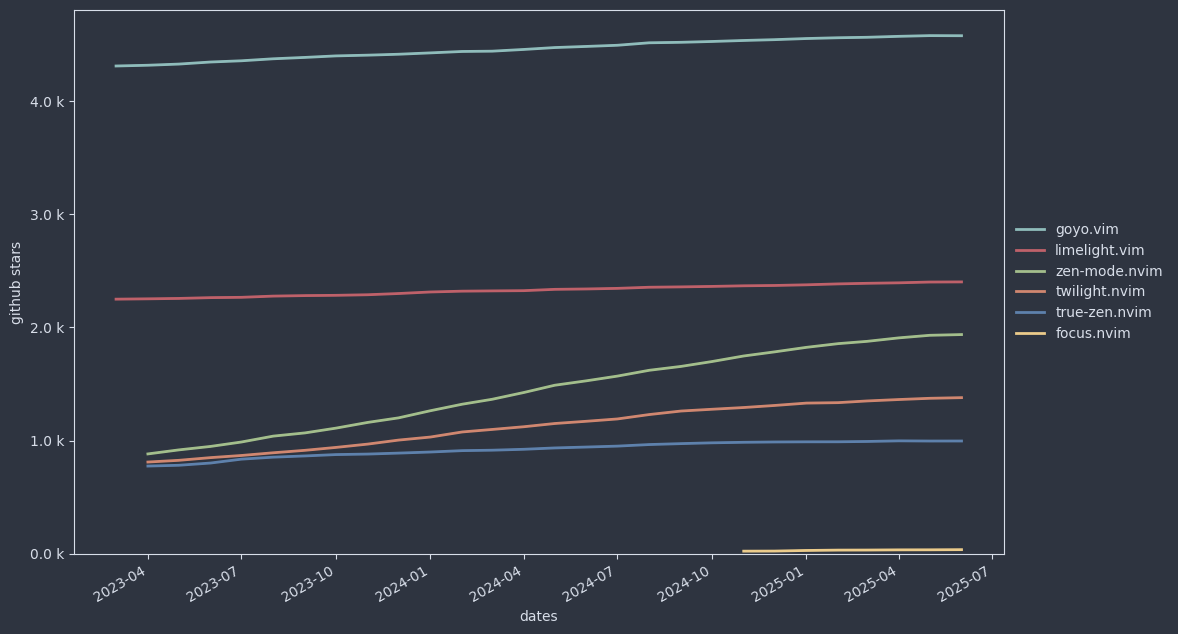 4.0 k
3.0 k
2.0 k
1.0 k
0.0 k
github stars
2023-04
2023-07
2023-10
2024-01
2024-04
2024-07
2024-10
2025-01
2025-04
2025-07
dates
goyo.vim
limelight.vim
zen-mode.nvim
twilight.nvim
true-zen.nvim
focus.nvim